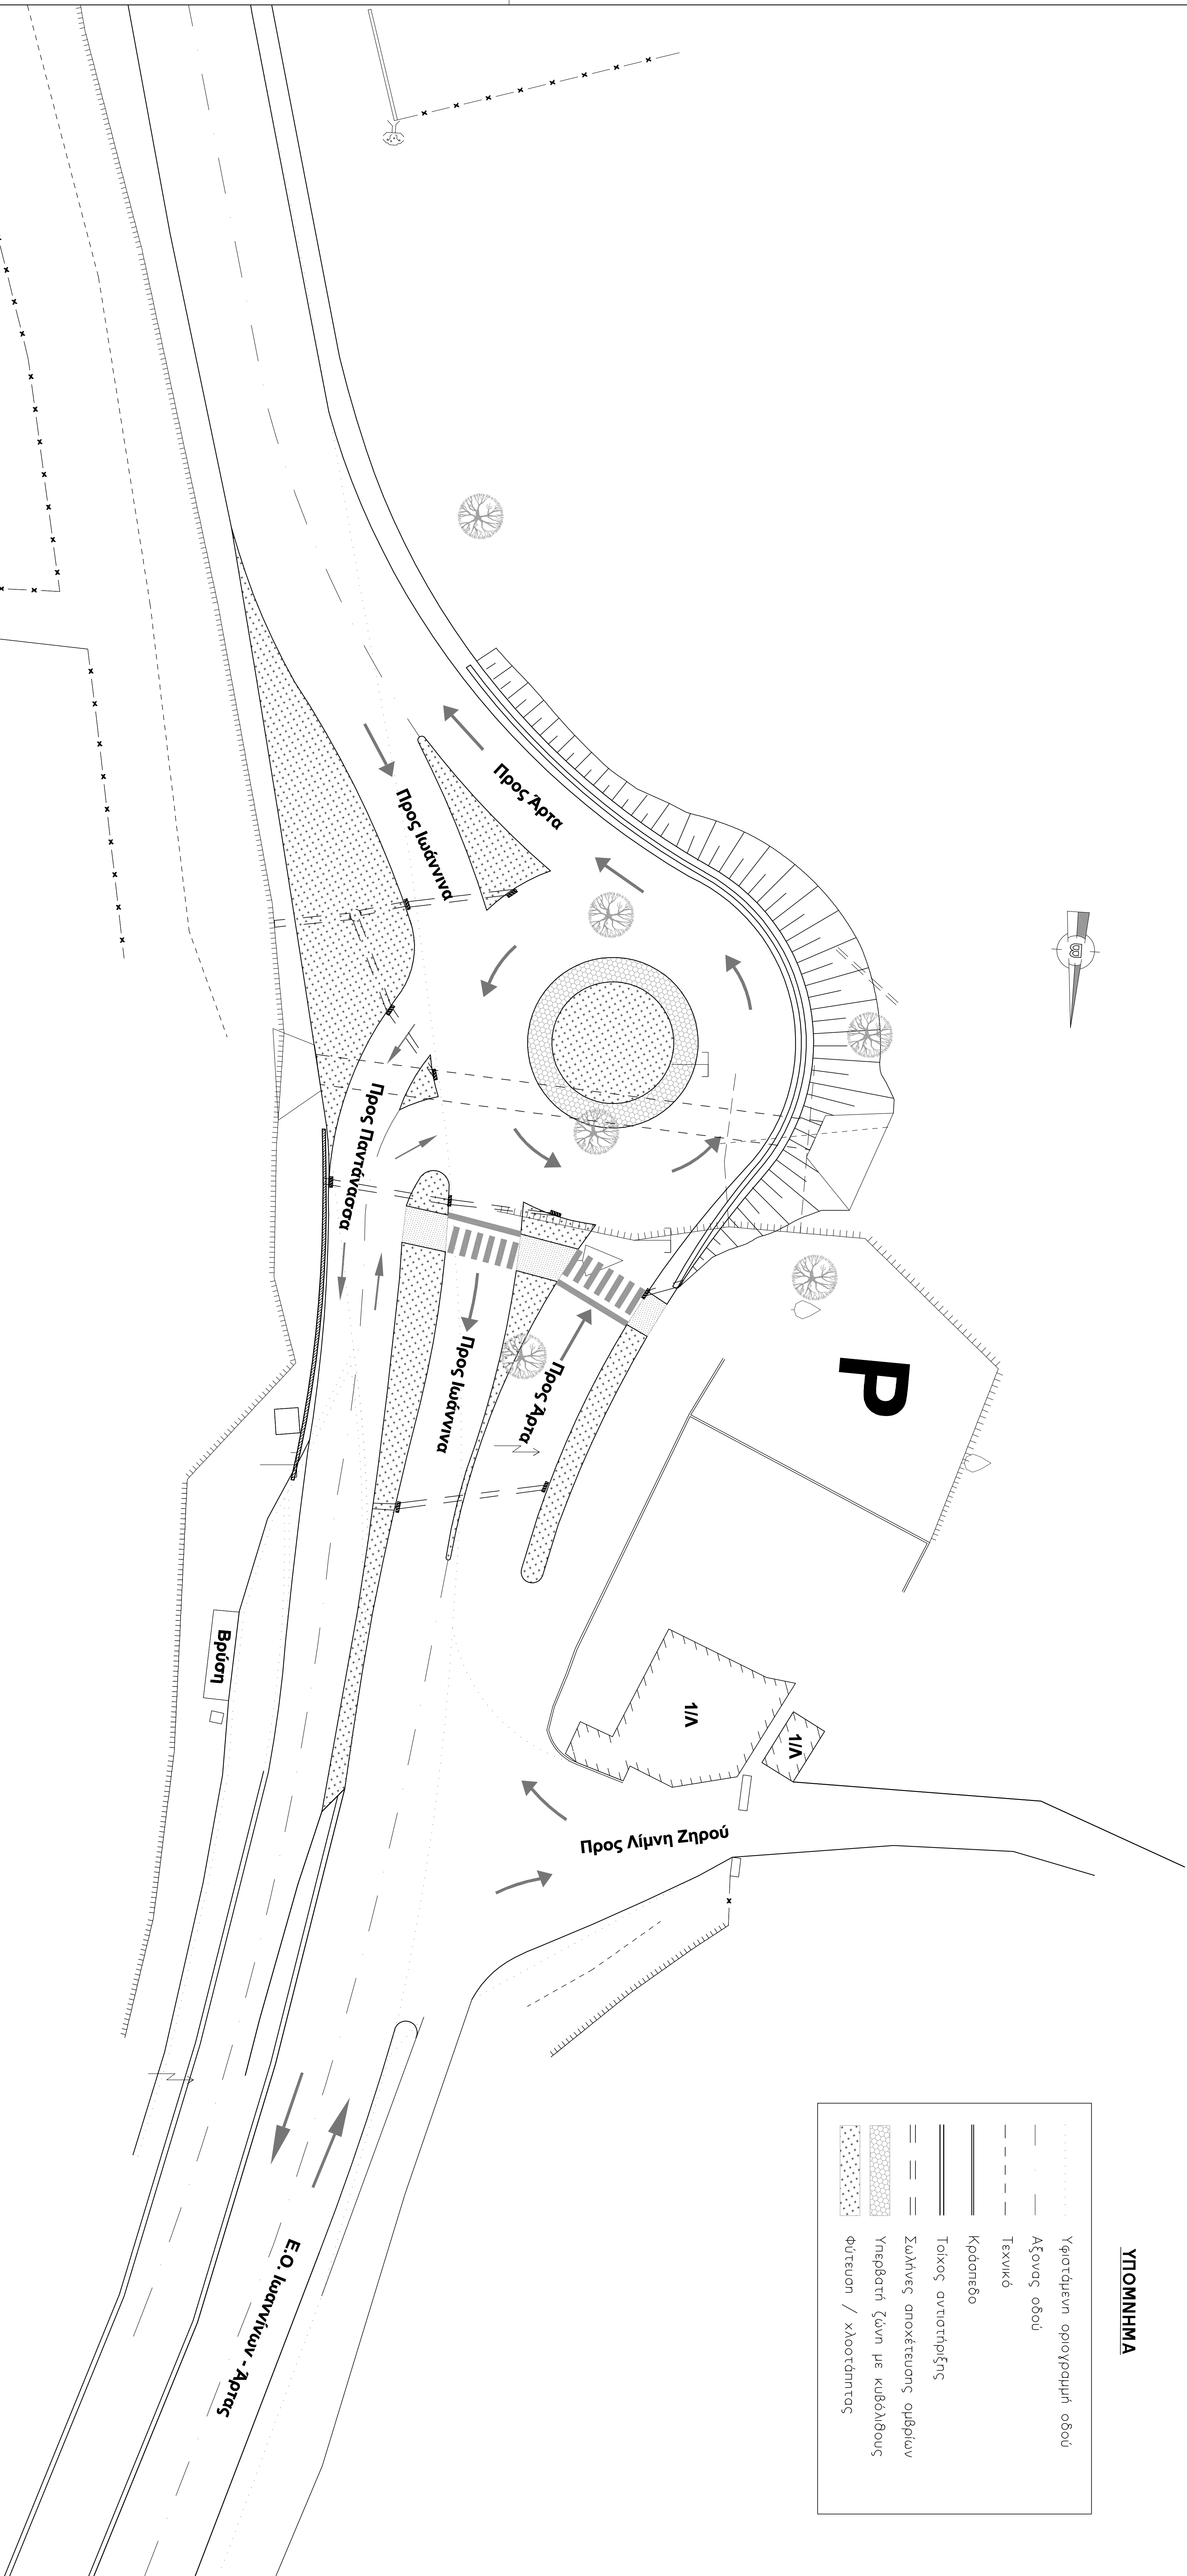 Προς Άρτα
Προς Ιωάννινα
B
Προς Παντάνασσα
Προς Ιωάννινα
Προς Άρτα
P
Βρύση
1/Λ
1/Λ
Προς Λίμνη Ζηρού
Ε.Ο. Ιωαννίνων - Άρτας
ΥΠΟΜΝΗΜΑ
Υφιστάμενη οριογραμμή οδού
Αξονας οδού
Τεχνικό
Κράσπεδο
Τοίχος αντιστήριξης
Σωλήνες αποχέτευσης ομβρίων
Υπερβατή ζώνη με κυβόλιθους
Φύτευση / χλοοτάπητας